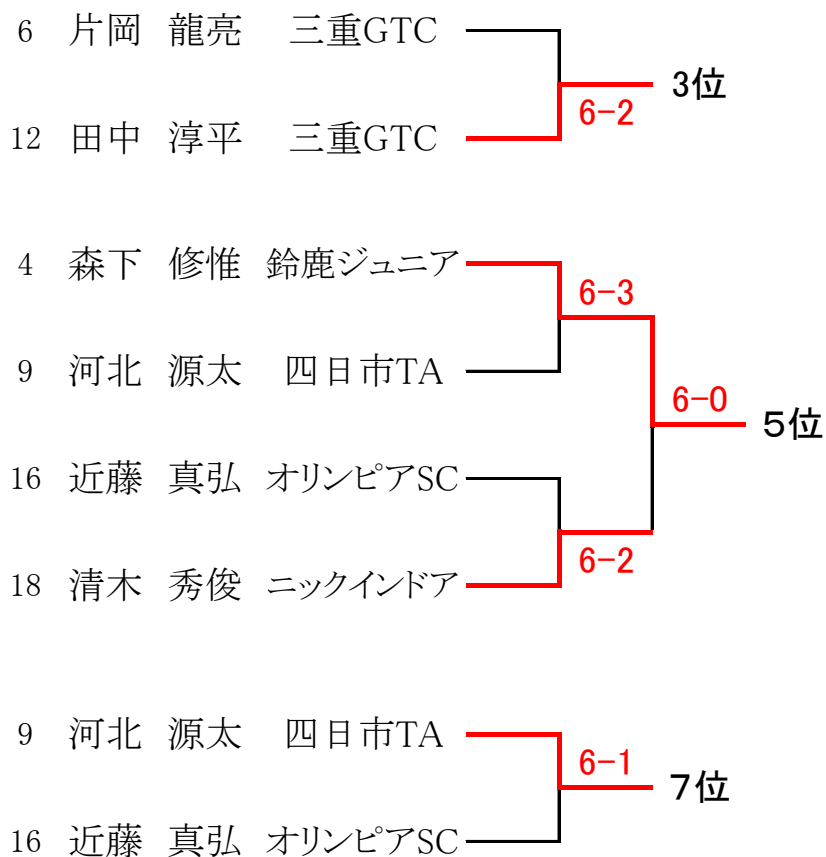 6 片岡 龍亮 三重GTC
3位
6-2
12 田中 淳平 三重GTC
4 森下 修惟 鈴鹿ジュニア
6-3
9 河北 源太 四日市TA
6-0
5位
16 近藤 真弘 オリンピアSC
6-2
18 清木 秀俊 ニックインドア
9 河北 源太 四日市TA
6-1
7位
16 近藤 真弘 オリンピアSC